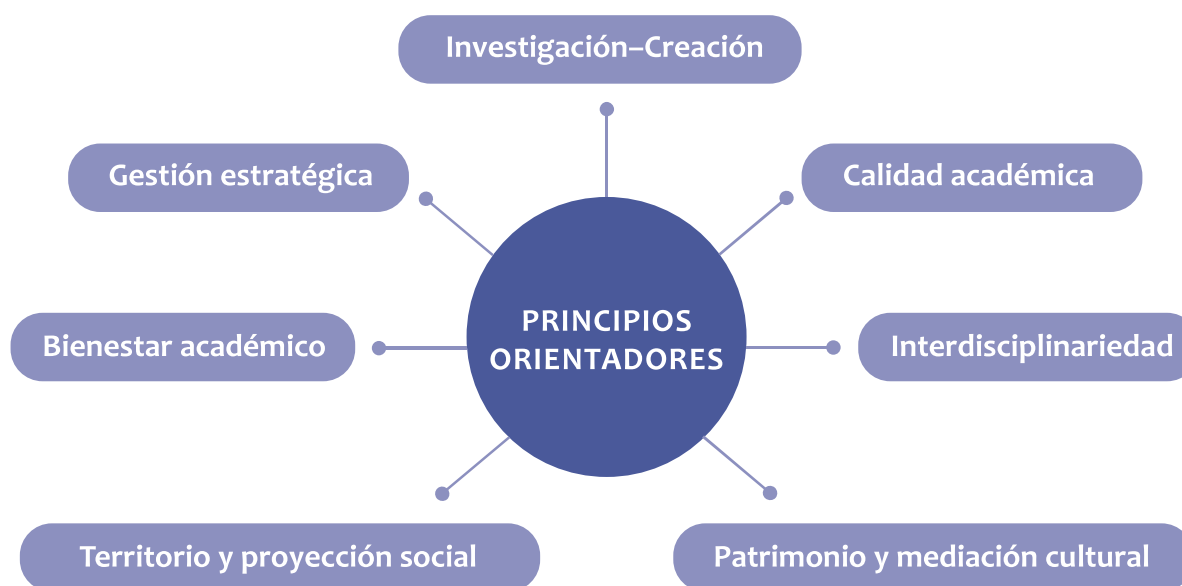 Investigación–Creación
Gestión estratégica
Calidad académica
PRINCIPIOS
ORIENTADORES
Bienestar académico
Interdisciplinariedad
Territorio y proyección social
Patrimonio y mediación cultural